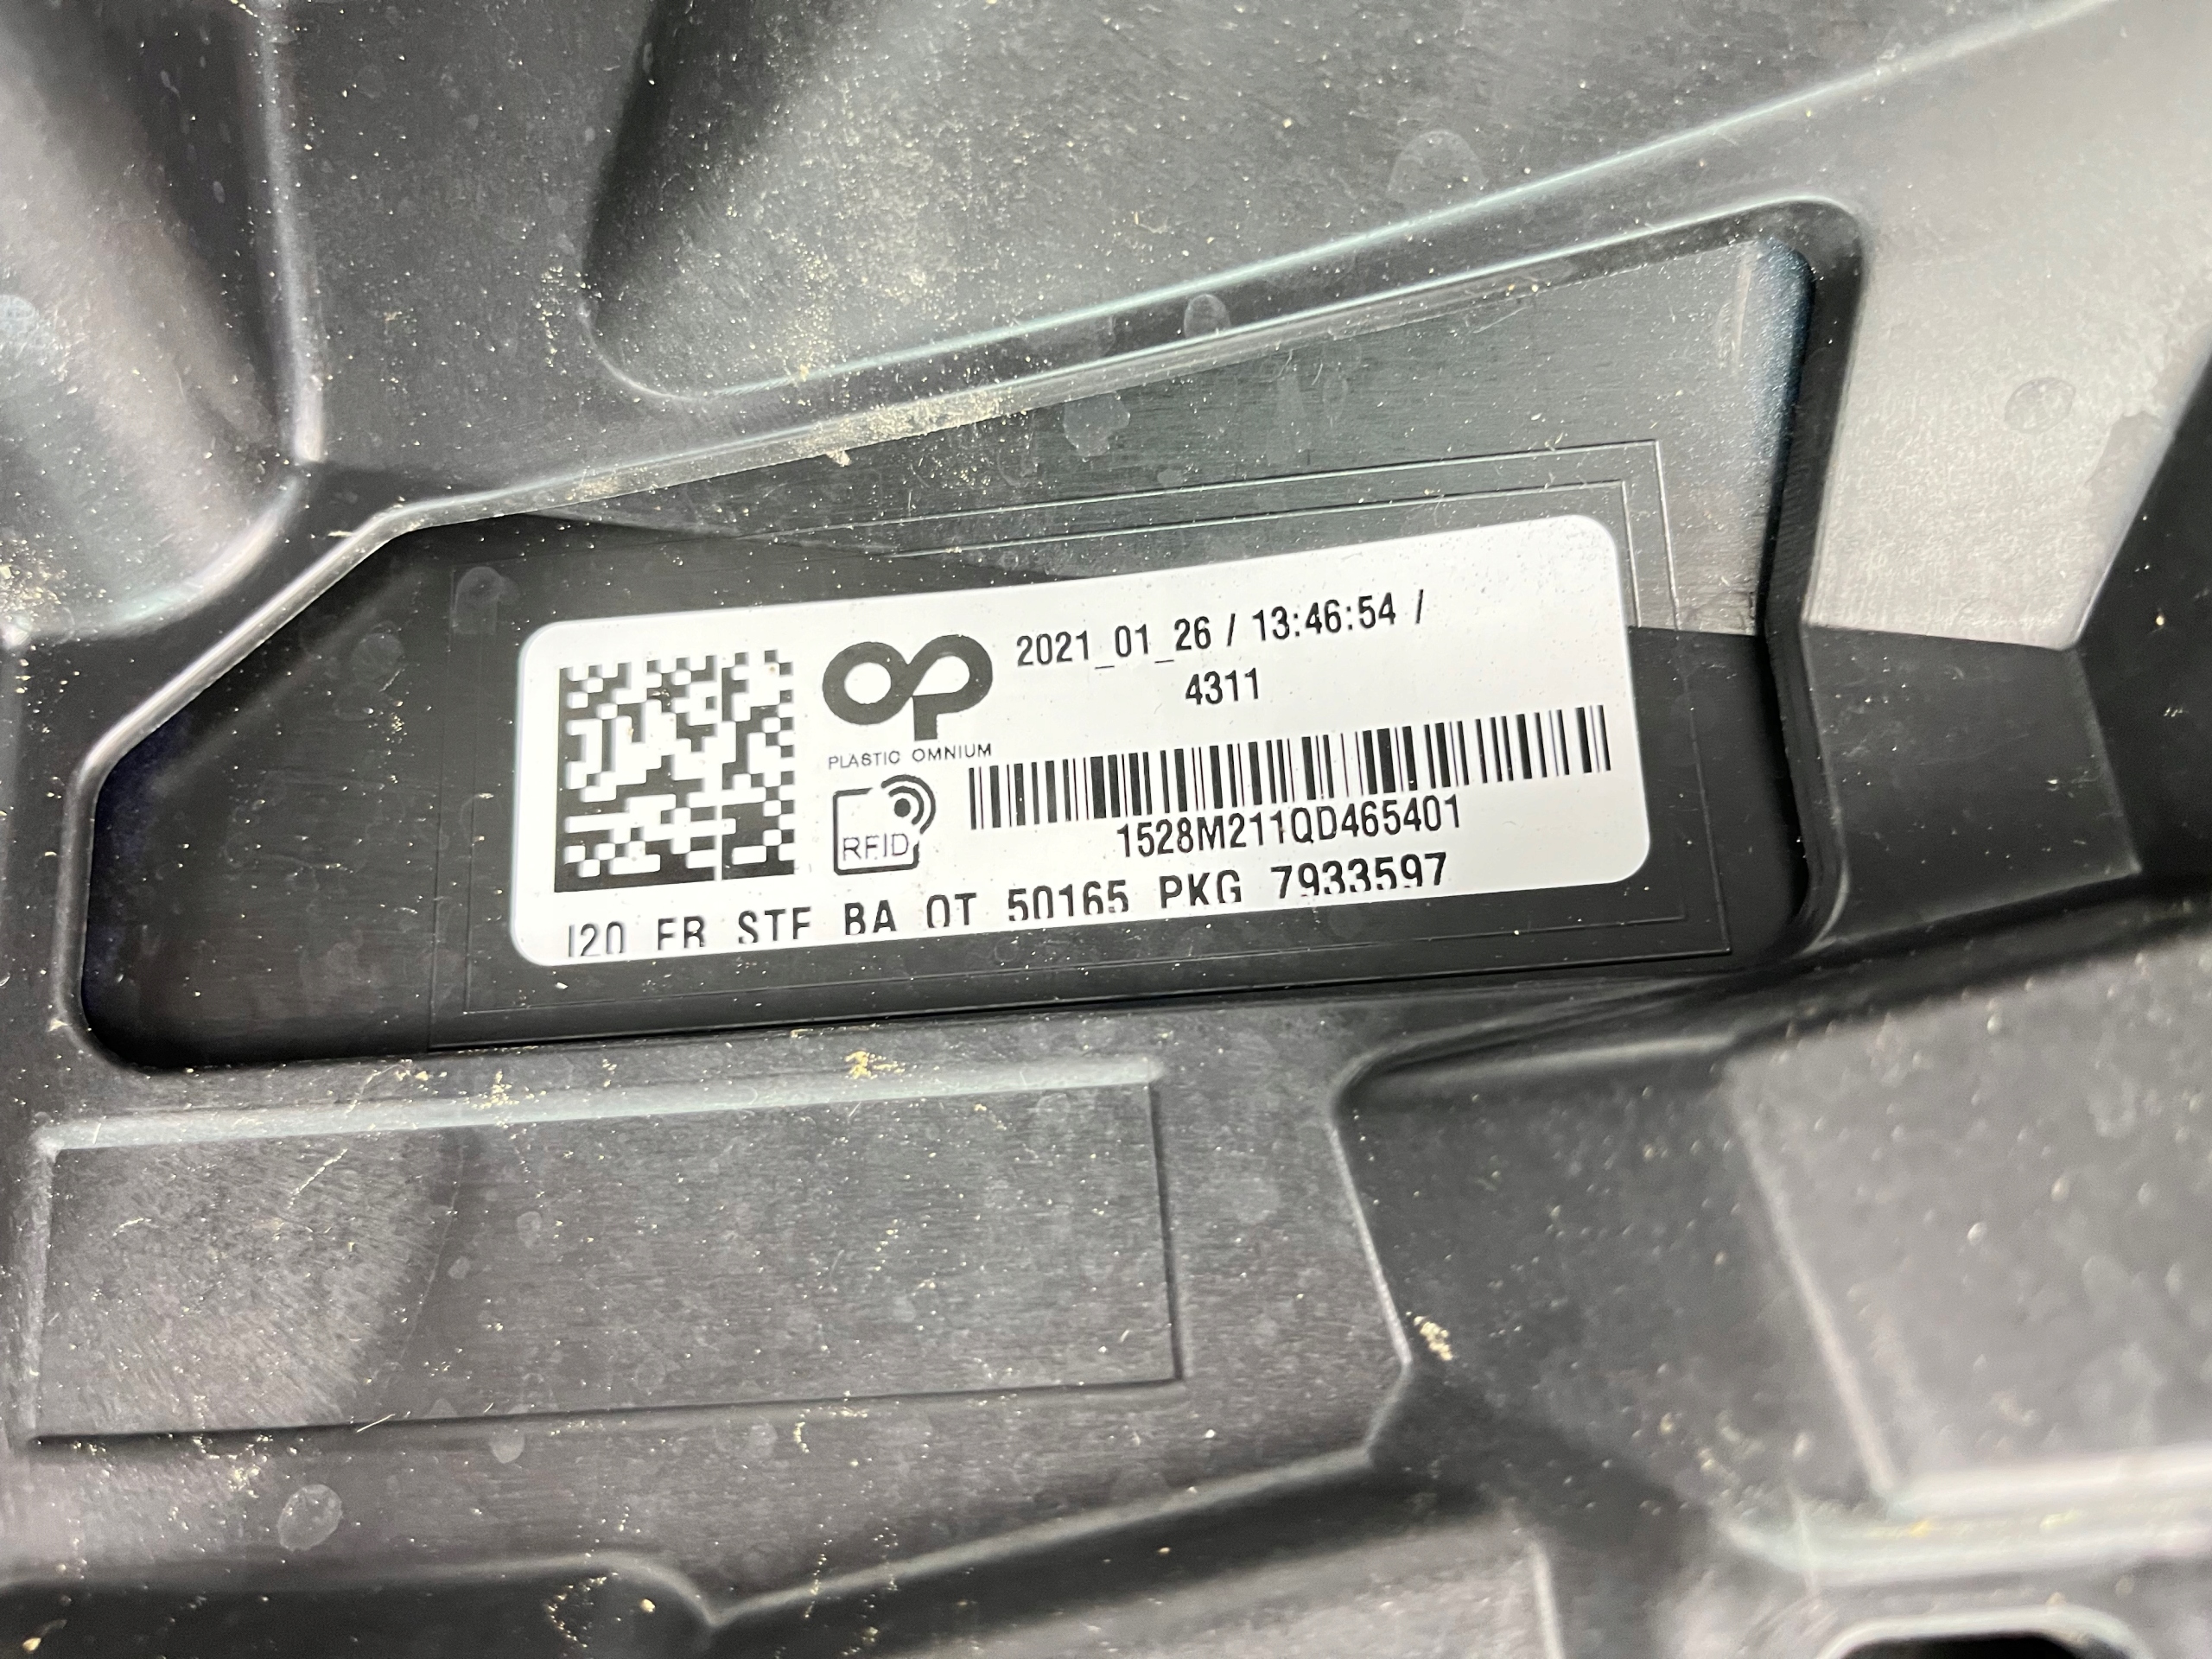 2021_01_26 / 13:46:54 /
4311
PLASTIC OMNIUM
RFID
1528M211QD465401
I20 FR STF BA OT 50165 PKG 7933597